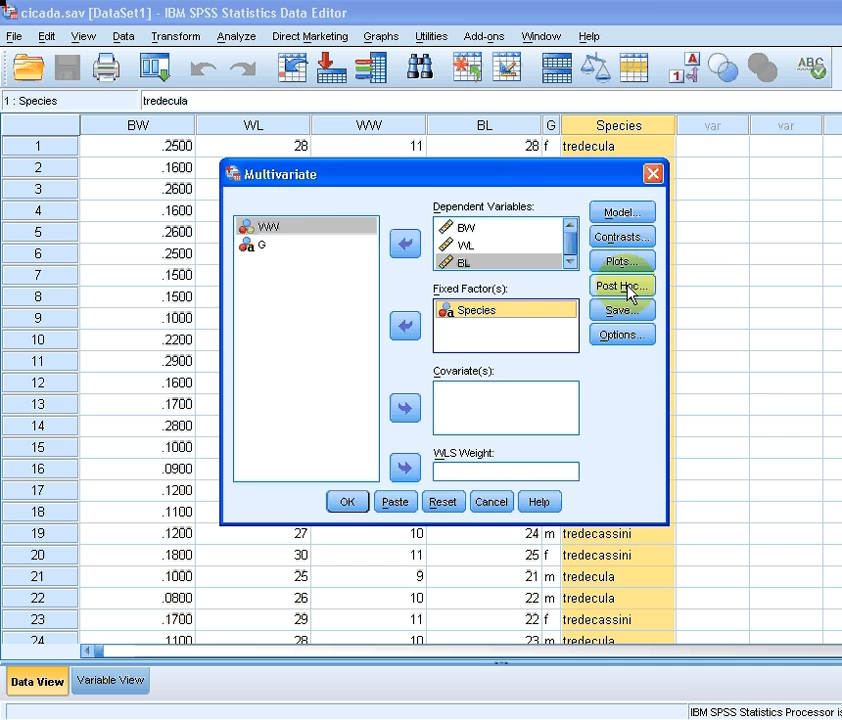 cicada.sav [DataSet1] - IBM SPSS Statistics Data Editor
File Edit View Data Transform Analyze Direct Marketing Graphs Utilities Add-ons Window Help
1 A
ABC
1 : Species tredecula
BW WL WW BL G Species var var
1 .2500 28 11 28 f tredecula
2 .1600
3 .2600
4 .1600
5 .2600
6 .2500
7 .1500
8 .1500
9 .1000
10 .2200
11 .2900
12 .1600
13 .1700
14 .2800
15 .1000
16 .0900
17 .1200
18 .1100
19 .1200 27 10 24 m tredecassini
20 .1800 30 11 25 f tredecassini
21 .1000 25 9 21 m tredecula
22 .0800 26 10 22 m tredecula
23 .1700 29 11 22 f tredecassini
24 .1100 28 10 23 m tredecula
Multivariate
WW
G
Dependent Variables:
BW
WL
BL
Fixed Factor(s):
Species
Covariate(s):
WLS Weight:
Model...
Contrasts...
Plots...
Post Hoc...
Save...
Options...
OK Paste Reset Cancel Help
Data View Variable View
IBM SPSS Statistics Processor is